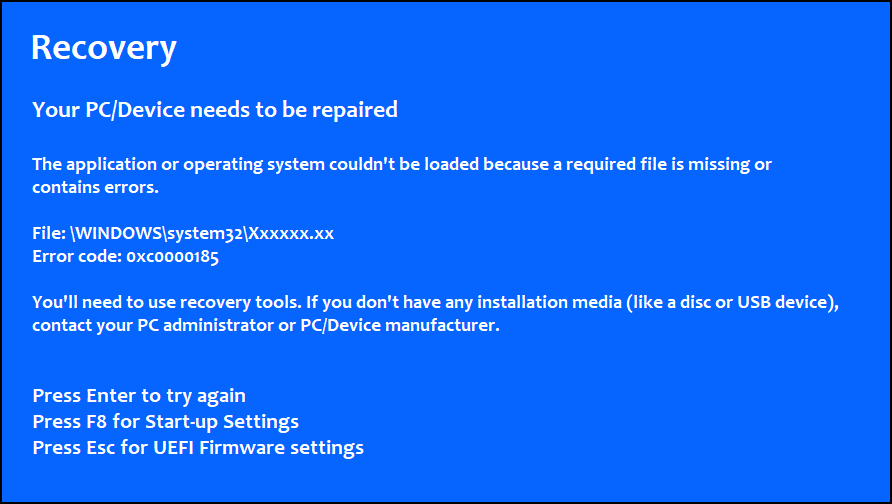 Recovery
Your PC/Device needs to be repaired
The application or operating system couldn't be loaded because a required file is missing or
contains errors.
File: \WINDOWS\system32\Xxxxxx.xx
Error code: 0xc0000185
You'll need to use recovery tools. If you don't have any installation media (like a disc or USB device),
contact your PC administrator or PC/Device manufacturer.
Press Enter to try again
Press F8 for Start-up Settings
Press Esc for UEFI Firmware settings